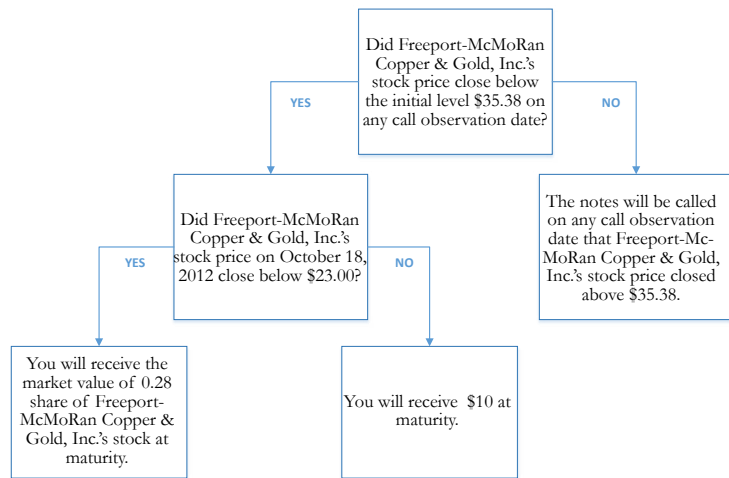 Did Freeport-McMoRan
Copper & Gold, Inc.'s
stock price close below
the initial level $35.38 on
any call observation date?
YES
NO
Did Freeport-McMoRan
Copper & Gold, Inc.'s
stock price on October 18,
2012 close below $23.00?
The notes will be called
on any call observation
date that Freeport-Mc-
MoRan Copper & Gold,
Inc.'s stock price closed
above $35.38.
YES
NO
You will receive the
market value of 0.28
share of Freeport-
McMoRan Copper &
Gold, Inc.'s stock at
maturity.
You will receive $10 at
maturity.